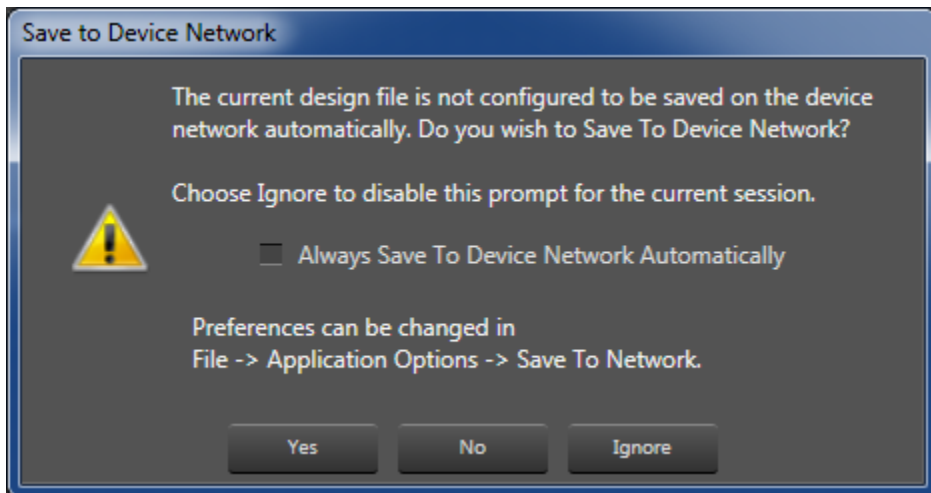 Save to Device Network
The current design file is not configured to be saved on the device
network automatically. Do you wish to Save To Device Network?
Choose Ignore to disable this prompt for the current session.
Always Save To Device Network Automatically
Preferences can be changed in
File -> Application Options -> Save To Network.
Yes
No
Ignore